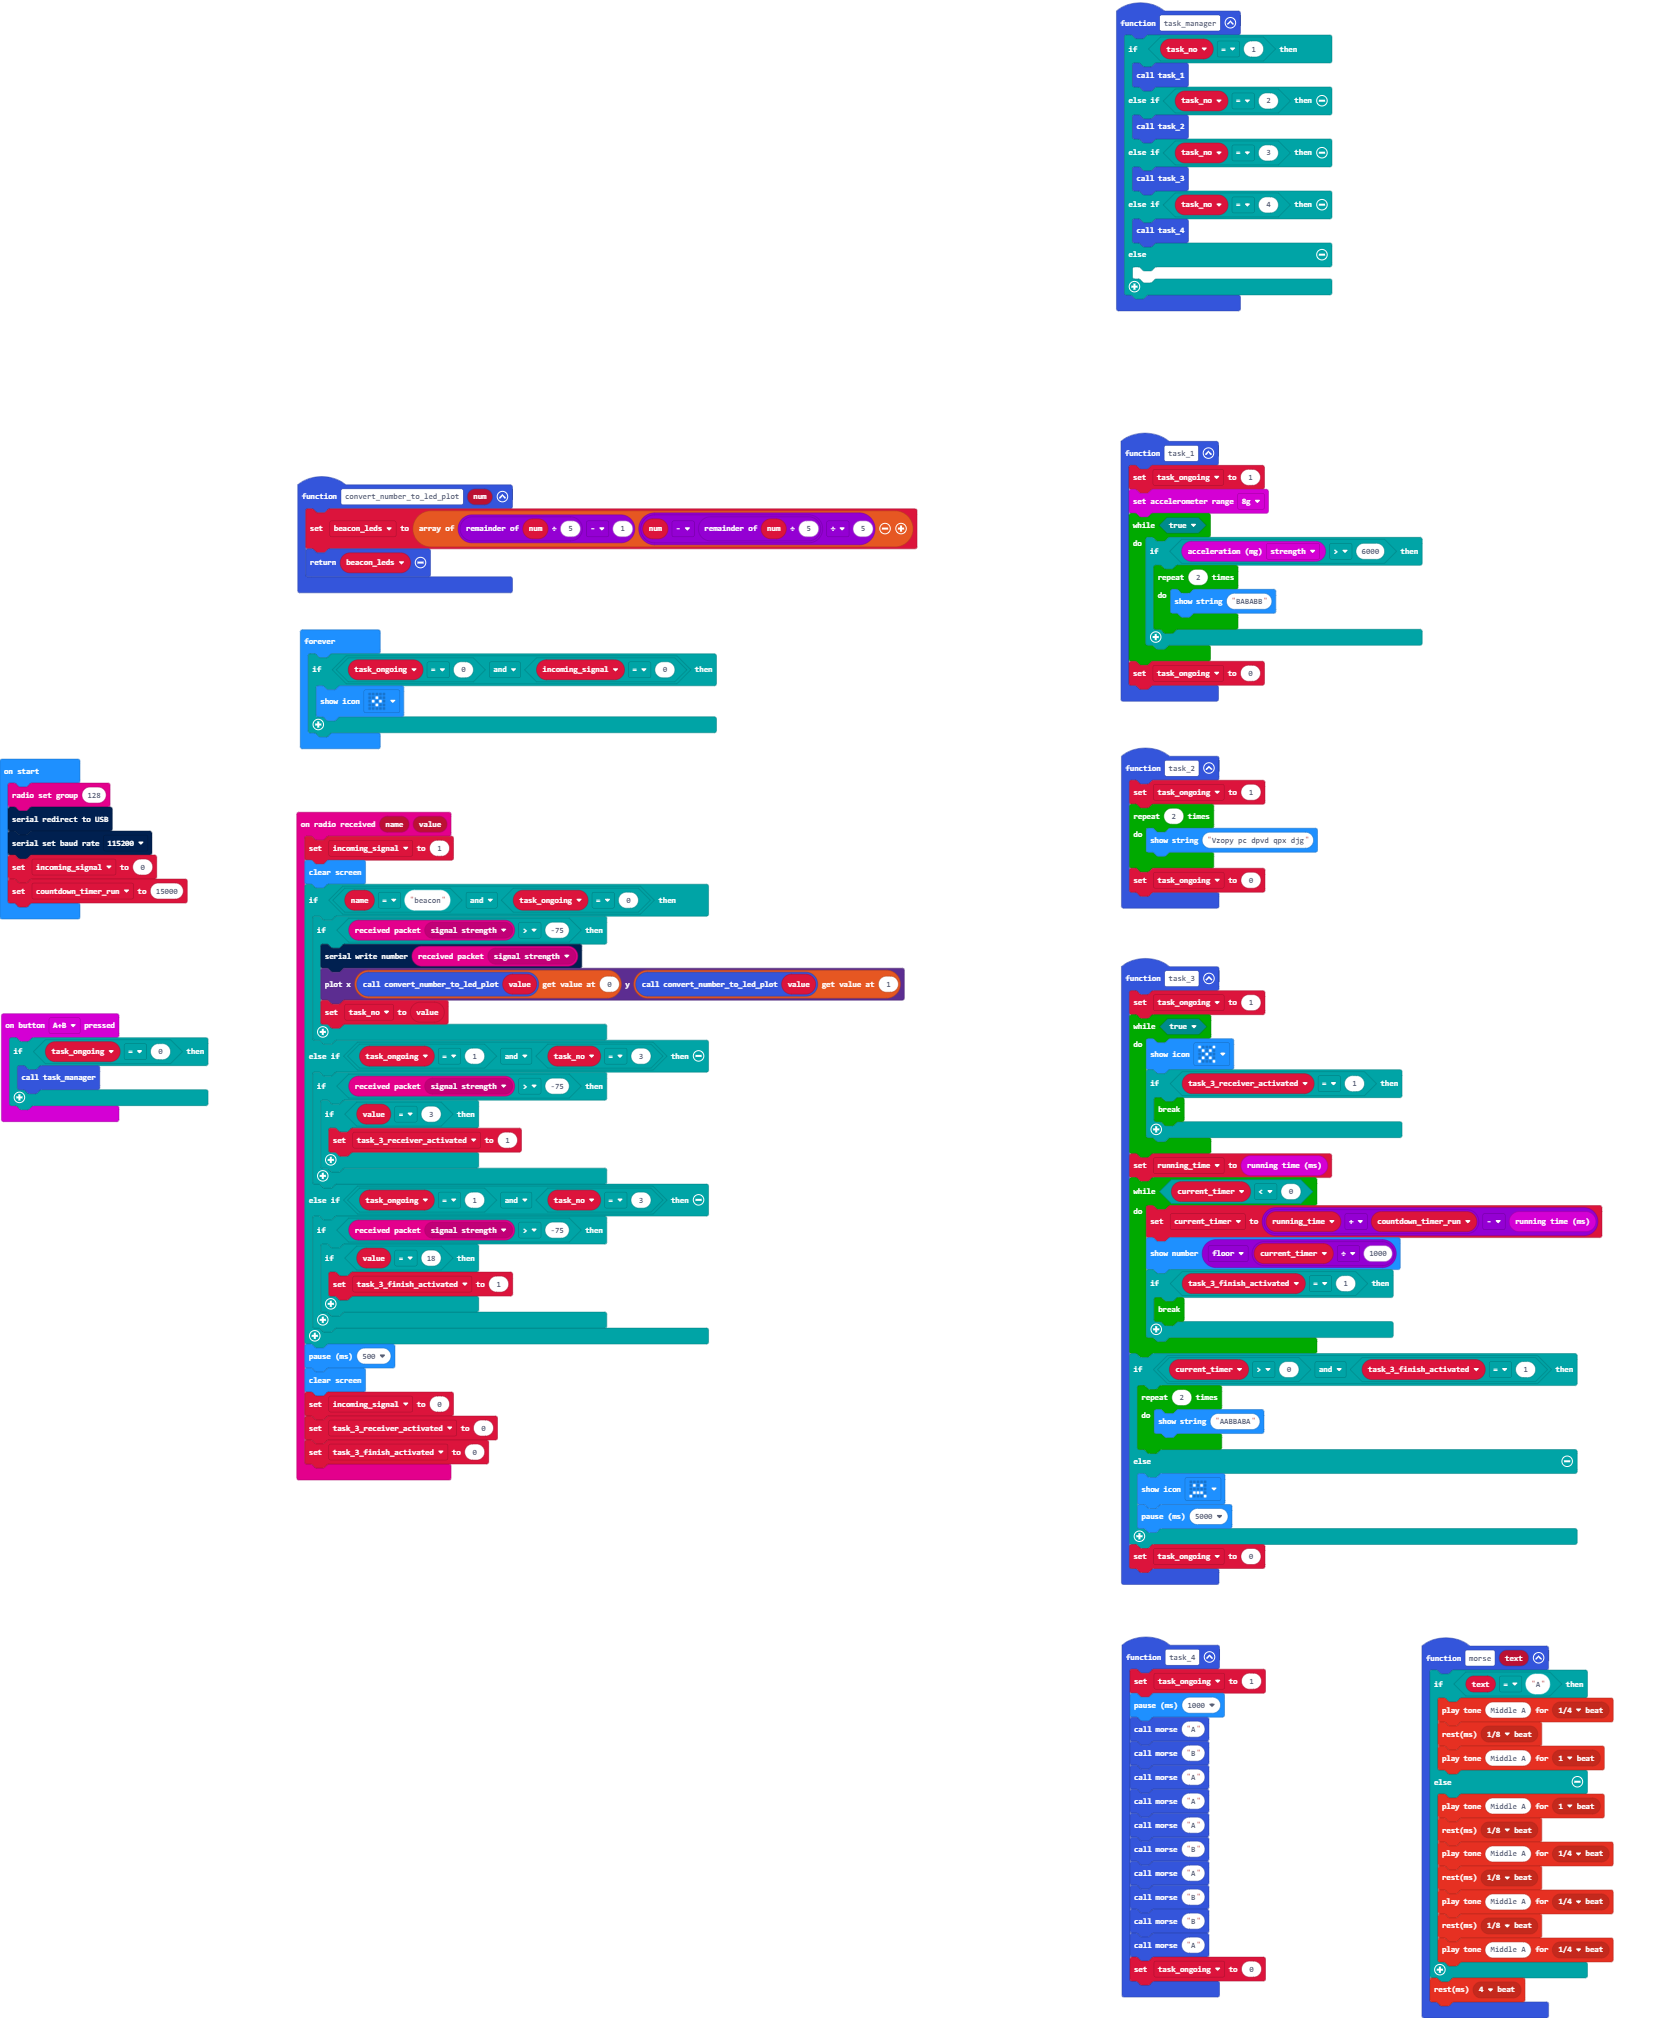 function task_manager
if task_no = 1 then
call task_1
else if task_no = 2 then
call task_2
else if task_no = 3 then
call task_3
else if task_no = 4 then
call task_4
else
function convert_number_to_led_plot num
set beacon_leds to array of remainder of num ÷ 5 - 1 num - remainder of num ÷ 5 ÷ 5
return beacon_leds
forever
if task_ongoing = 0 and incoming_signal = 0 then
show icon
on start
radio set group 128
serial redirect to USB
serial set baud rate 115200
set incoming_signal to 0
set countdown_timer_run to 15000
on button A+B pressed
if task_ongoing = 0 then
call task_manager
on radio received name value
set incoming_signal to 1
clear screen
if name = "beacon" and task_ongoing = 0 then
if received packet signal strength > -75 then
serial write number received packet signal strength
plot x call convert_number_to_led_plot value get value at 0 y call convert_number_to_led_plot value get value at 1
set task_no to value
else if task_ongoing = 1 and task_no = 3 then
if received packet signal strength > -75 then
if value = 3 then
set task_3_receiver_activated to 1
else if task_ongoing = 1 and task_no = 3 then
if received packet signal strength > -75 then
if value = 18 then
set task_3_finish_activated to 1
pause (ms) 500
clear screen
set incoming_signal to 0
set task_3_receiver_activated to 0
set task_3_finish_activated to 0
function task_1
set task_ongoing to 1
set accelerometer range 8g
while true
do
if acceleration (mg) strength > 6000 then
repeat 2 times
do show string "BABABB"
set task_ongoing to 0
function task_2
set task_ongoing to 1
repeat 2 times
do show string "Vzopy pc dpvd qpx djg"
set task_ongoing to 0
function task_3
set task_ongoing to 1
while true
do show icon
if task_3_receiver_activated = 1 then
break
set running_time to running time (ms)
while current_timer < 0
do set current_timer to running_time + countdown_timer_run - running time (ms)
show number floor current_timer ÷ 1000
if task_3_finish_activated = 1 then
break
if current_timer > 0 and task_3_finish_activated = 1 then
repeat 2 times
do show string "AABBABA"
else
show icon
pause (ms) 5000
set task_ongoing to 0
function task_4
set task_ongoing to 1
pause (ms) 1000
call morse "A"
call morse "B"
call morse "A"
call morse "A"
call morse "A"
call morse "B"
call morse "A"
call morse "B"
call morse "B"
call morse "A"
set task_ongoing to 0
function morse text
if text = "A" then
play tone Middle A for 1/4 beat
rest(ms) 1/8 beat
play tone Middle A for 1 beat
else
play tone Middle A for 1 beat
rest(ms) 1/8 beat
play tone Middle A for 1/4 beat
rest(ms) 1/8 beat
play tone Middle A for 1/4 beat
rest(ms) 1/8 beat
play tone Middle A for 1/4 beat
rest(ms) 4 beat